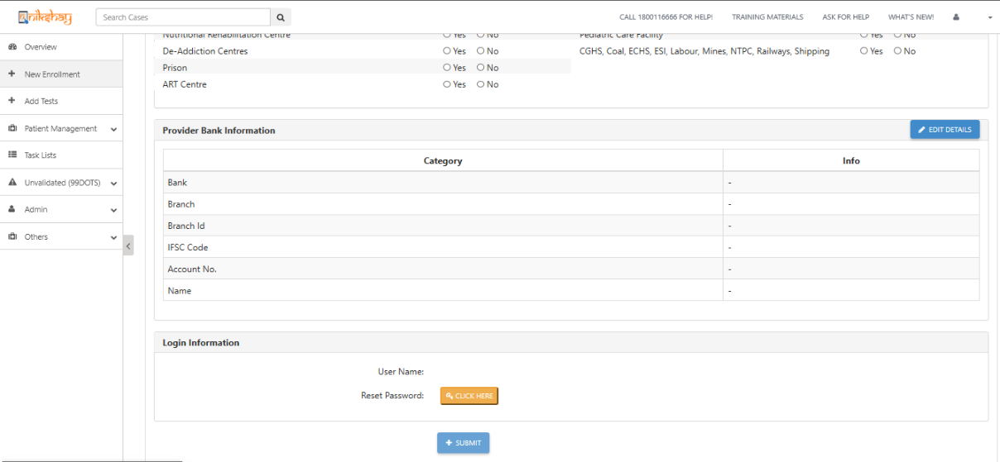 nikshay
Search Cases
CALL 1800116666 FOR HELP! TRAINING MATERIALS ASK FOR HELP WHAT'S NEW!
Overview
New Enrollment
Add Tests
Patient Management
Task Lists
Unvalidated (99DOTS)
Admin
Others
Nutritional Rehabilitation Centre Yes No Pediatric Care Facility Yes No
De-Addiction Centres Yes No CGHS, Coal, ECHS, ESI, Labour, Mines, NTPC, Railways, Shipping Yes No
Prison Yes No
ART Centre Yes No
Provider Bank Information EDIT DETAILS
Category Info
Bank -
Branch -
Branch Id -
IFSC Code -
Account No. -
Name -
Login Information
User Name:
Reset Password: CLICK HERE
+ SUBMIT